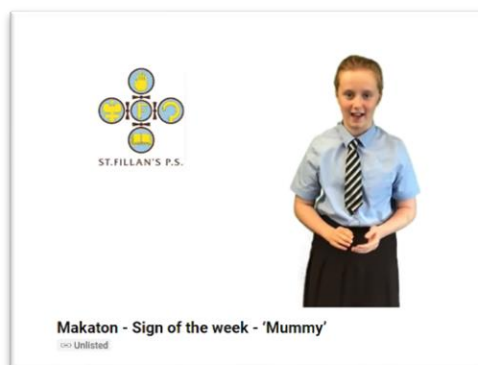 ST.FILLAN'S P.S.
Makaton - Sign of the week - ‘Mummy’
Unlisted